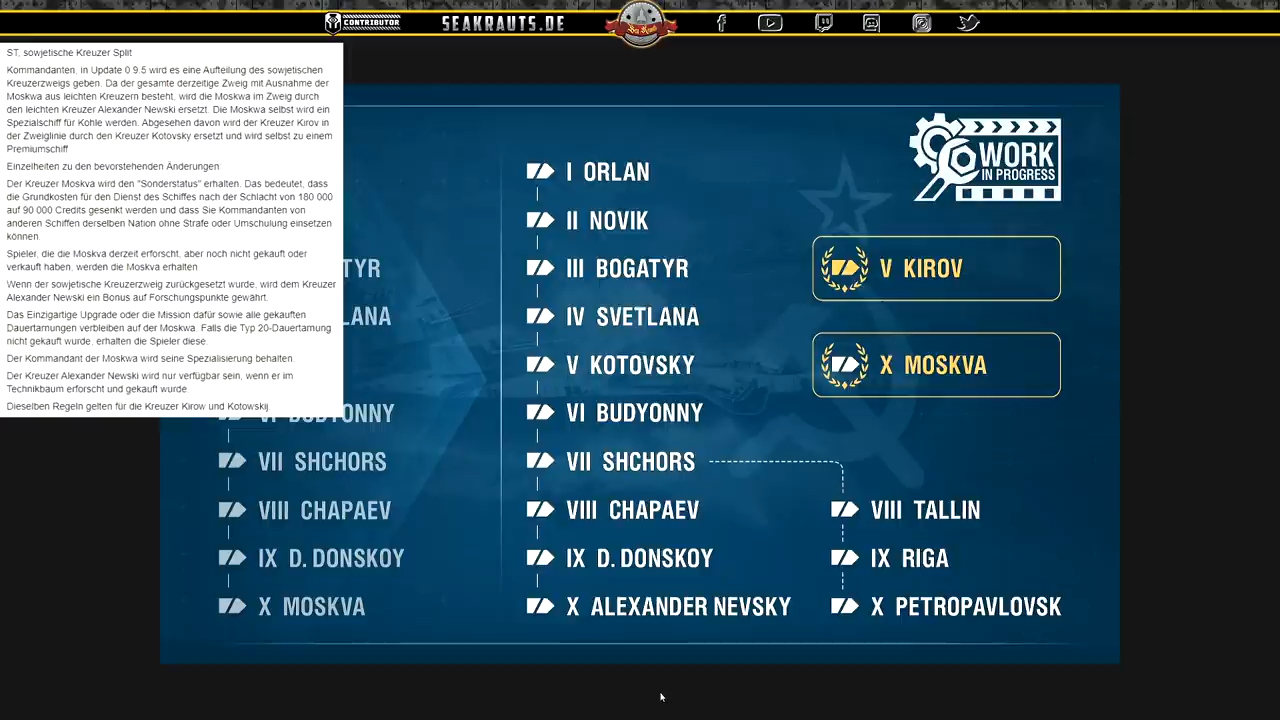 CONTRIBUTOR
SEAKRAUTS.DE
Sea Krauts
ST, sowjetische Kreuzer Split
Kommandanten, in Update 0.9.5 wird es eine Aufteilung des sowjetischen
Kreuzerzweigs geben. Da der gesamte derzeitige Zweig mit Ausnahme der
Moskwa aus leichten Kreuzern besteht, wird die Moskwa im Zweig durch
den leichten Kreuzer Alexander Newski ersetzt. Die Moskwa selbst wird ein
Spezialschiff für Kohle werden. Abgesehen davon wird der Kreuzer Kirov in
der Zweiglinie durch den Kreuzer Kotovsky ersetzt und wird selbst zu einem
Premiumschiff
Einzelheiten zu den bevorstehenden Änderungen
Der Kreuzer Moskva wird den "Sonderstatus" erhalten. Das bedeutet, dass
die Grundkosten für den Dienst des Schiffes nach der Schlacht von 180 000
auf 90 000 Credits gesenkt werden und dass Sie Kommandanten von
anderen Schiffen derselben Nation ohne Strafe oder Umschulung einsetzen
können.
Spieler, die die Moskva derzeit erforscht, aber noch nicht gekauft oder
verkauft haben, werden die Moskva erhalten.
Wenn der sowjetische Kreuzerzweig zurückgesetzt wurde, wird dem Kreuzer
Alexander Newski ein Bonus auf Forschungspunkte gewährt.
Das Einzigartige Upgrade oder die Mission dafür sowie alle gekauften
Dauertarnungen verbleiben auf der Moskwa. Falls die Typ 20-Dauertarnung
nicht gekauft wurde, erhalten die Spieler diese.
Der Kommandant der Moskwa wird seine Spezialisierung behalten.
Der Kreuzer Alexander Newski wird nur verfügbar sein, wenn er im
Technikbaum erforscht und gekauft wurde
Dieselben Regeln gelten für die Kreuzer Kirow und Kotowskij.
TYR
LANA
VI BUDYONNY
VII SHCHORS
VIII CHAPAEV
IX D. DONSKOY
X MOSKVA
I ORLAN
II NOVIK
III BOGATYR
IV SVETLANA
V KOTOVSKY
VI BUDYONNY
VII SHCHORS
VIII CHAPAEV
IX D. DONSKOY
X ALEXANDER NEVSKY
WORK
IN PROGRESS
V KIROV
X MOSKVA
VIII TALLIN
IX RIGA
X PETROPAVLOVSK